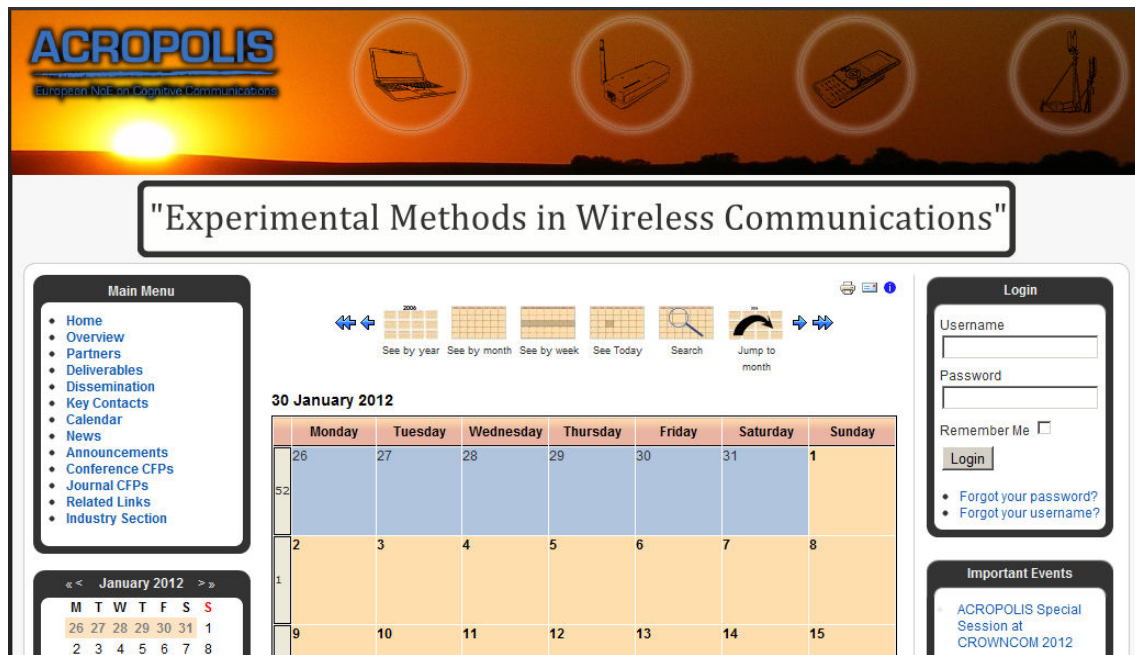 ACROPOLIS
European NoE on Cognitive Communications
"Experimental Methods in Wireless Communications"
Main Menu
Home
Overview
Partners
Deliverables
Dissemination
Key Contacts
Calendar
News
Announcements
Conference CFPs
Journal CFPs
Related Links
Industry Section
« < January 2012 > »
M T W T F S S
26 27 28 29 30 31 1
2 3 4 5 6 7 8
2006
See by year See by month See by week See Today Search Jump to month
30 January 2012
Monday Tuesday Wednesday Thursday Friday Saturday Sunday
52 26 27 28 29 30 31 1
1 2 3 4 5 6 7 8
9 10 11 12 13 14 15
Login
Username
Password
Remember Me
Login
Forgot your password?
Forgot your username?
Important Events
ACROPOLIS Special
Session at
CROWNCOM 2012